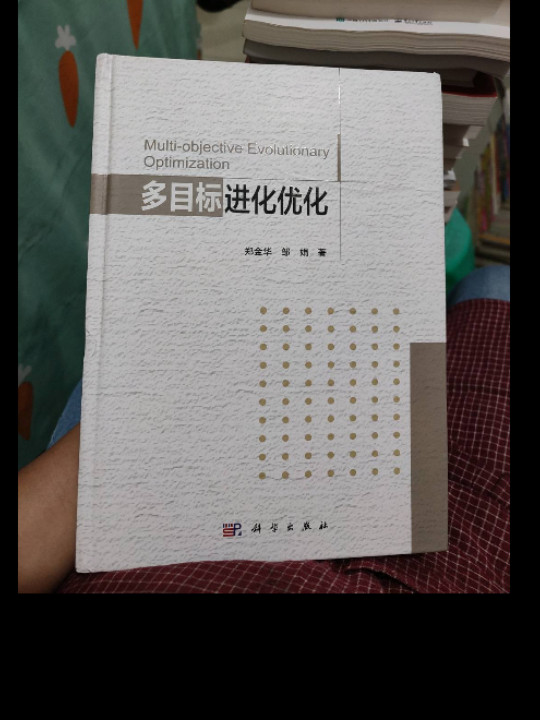 Multi-objective Evolutionary
Optimization
多目标进化优化
郑金华 邹 娟 著
科学出版社